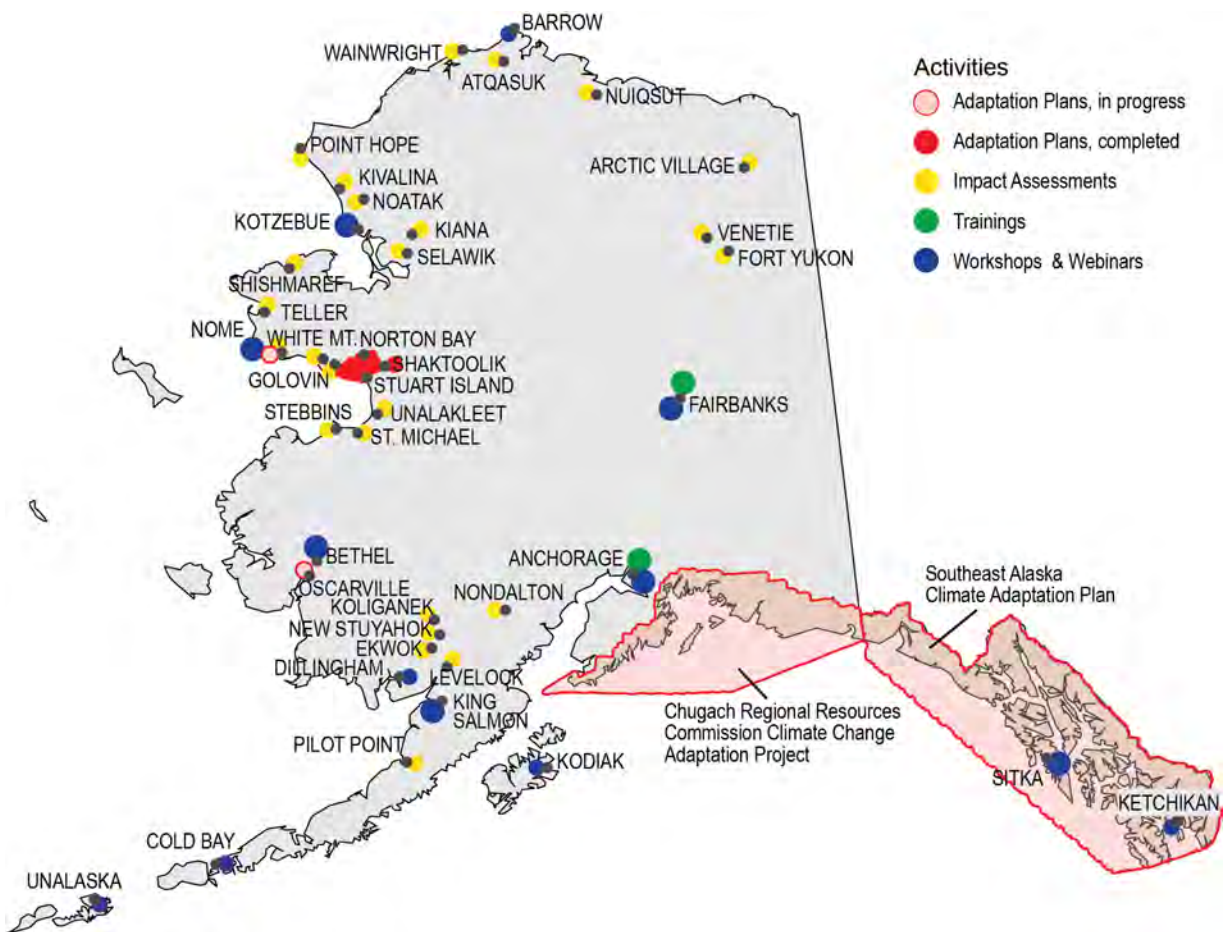 BARROW
WAINWRIGHT
ATQASUK
NUIQSUT
POINT HOPE
ARCTIC VILLAGE
KIVALINA
NOATAK
KOTZEBUE
KIANA
SELAWIK
VENETIE
FORT YUKON
SHISHMAREF
TELLER
NOME
WHITE MT.
NORTON BAY
GOLOVIN
SHAKTOOLIK
STUART ISLAND
STEBBINS
UNALAKLEET
ST. MICHAEL
FAIRBANKS
BETHEL
OSCARVILLE
ANCHORAGE
KOLIGANEK
NONDALTON
NEW STUYAHOK
EKWOK
DILLINGHAM
LEVELOCK
KING
SALMON
PILOT POINT
KODIAK
COLD BAY
UNALASKA
SITKA
KETCHIKAN
Southeast Alaska
Climate Adaptation Plan
Chugach Regional Resources
Commission Climate Change
Adaptation Project
Activities
Adaptation Plans, in progress
Adaptation Plans, completed
Impact Assessments
Trainings
Workshops & Webinars